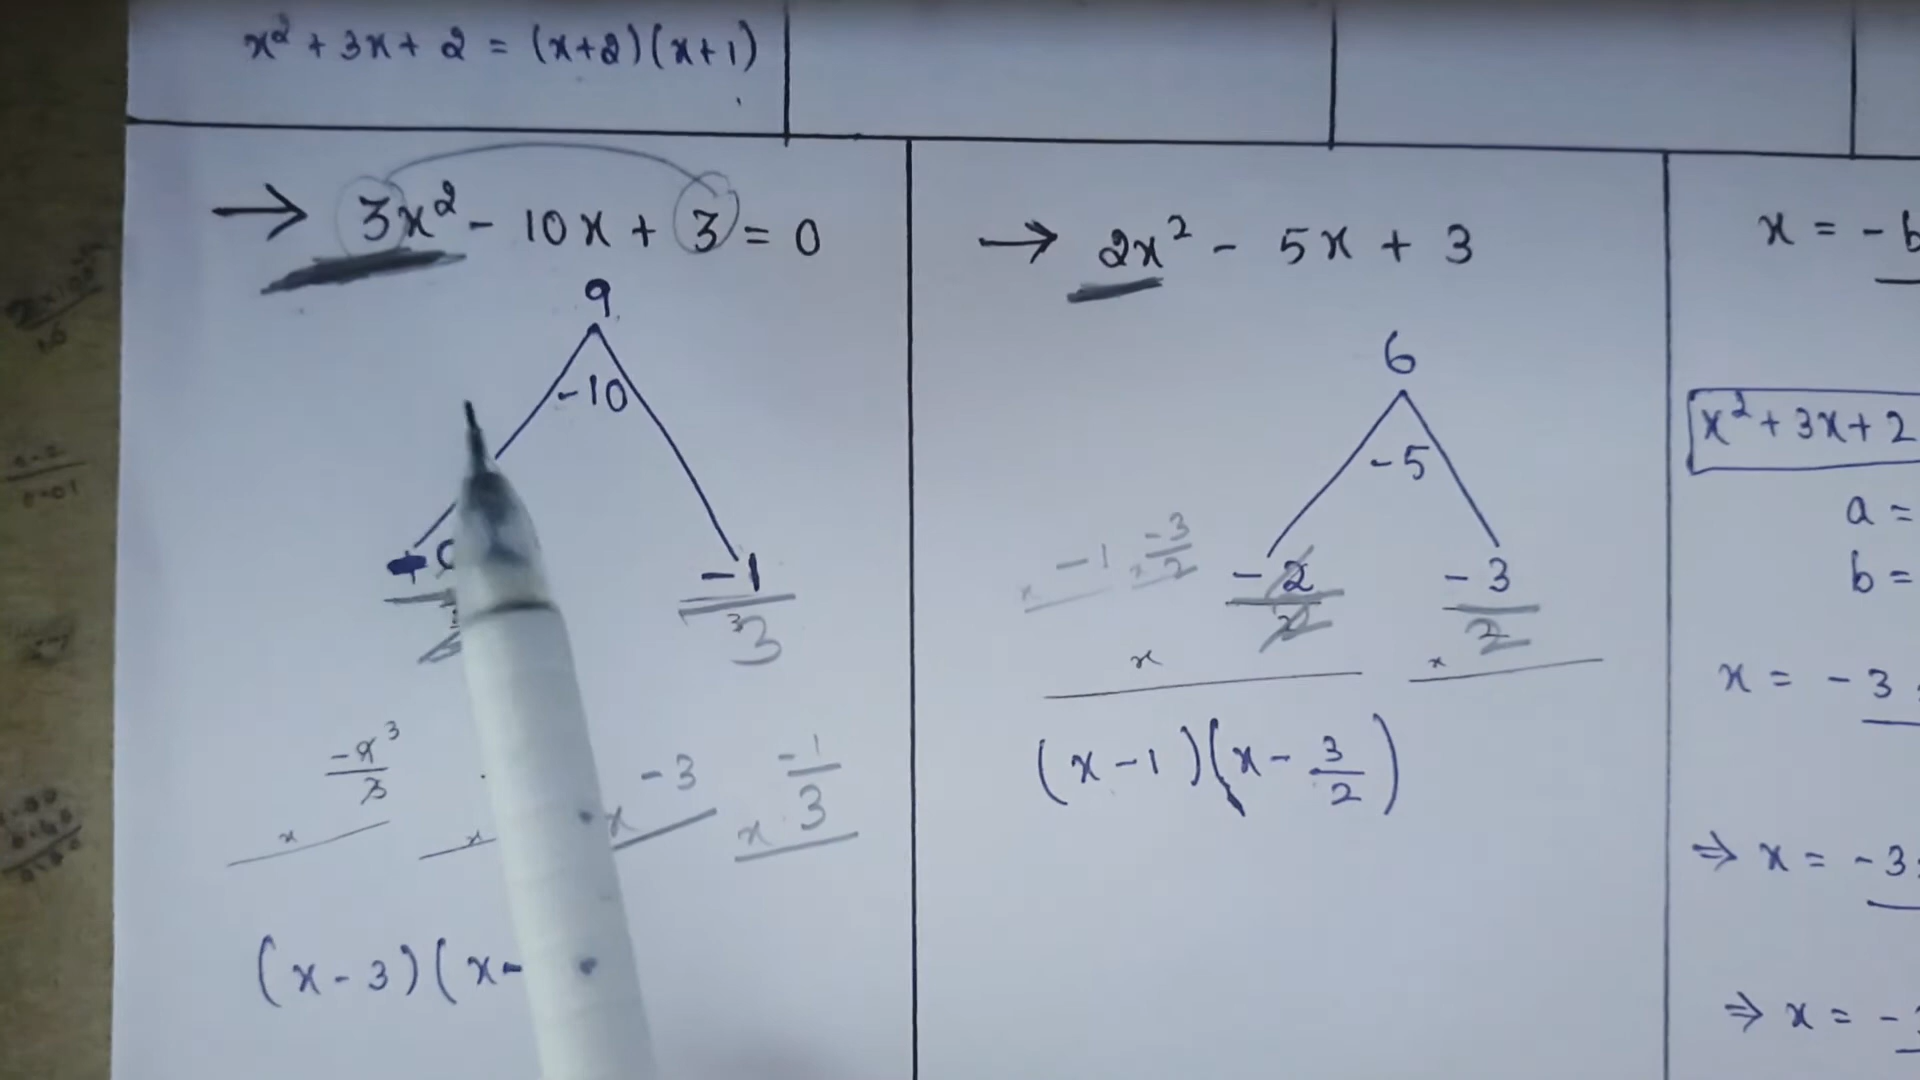 x² + 3x + 2 = (x+2)(x+1)
→ 3x² - 10x + 3 = 0
9
-10
-1
3
-9 3
3
x
x
x -3
x -1
3
(x - 3)(x-
→ 2x² - 5x + 3
6
-5
x -1
x -3
2
-2
2
-3
2
x
x
(x - 1)(x - 3/2)
x = - b
x² + 3x + 2
a =
b =
x = - 3
⇒ x = - 3
⇒ x = -